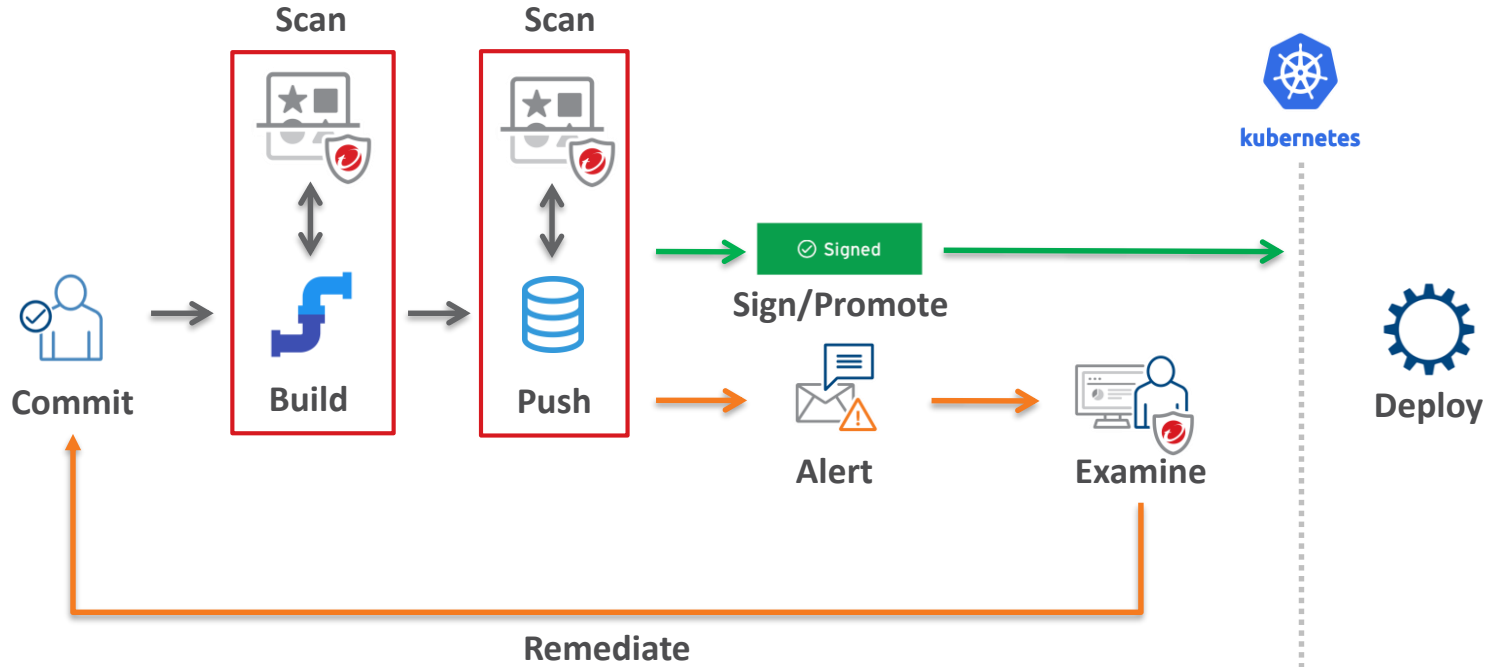 Scan
Scan
kubernetes
Signed
Sign/Promote
Commit
Build
Push
Deploy
Alert
Examine
Remediate